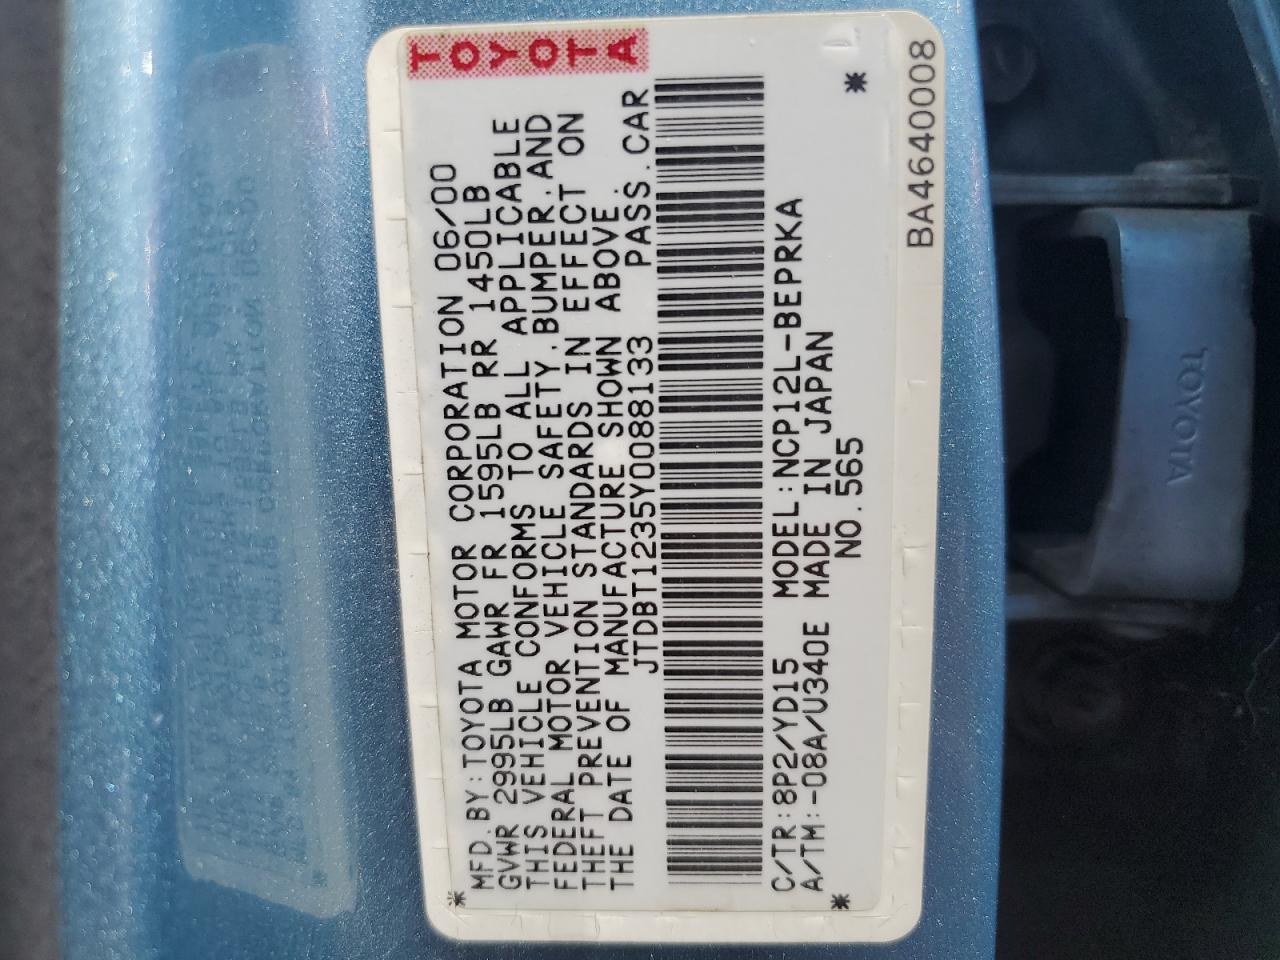 TOYOTA
MFD.BY:TOYOTA MOTOR CORPORATION 06/00
GVWR 2995LB GAWR FR 1595LB RR 1450LB
THIS VEHICLE CONFORMS TO ALL APPLICABLE
FEDERAL MOTOR VEHICLE SAFETY,BUMPER,AND
THEFT PREVENTION STANDARDS IN EFFECT ON
THE DATE OF MANUFACTURE SHOWN ABOVE.
JTDBT1235Y0088133 PASS.CAR
C/TR:8P2/YD15 MODEL:NCP12L-BEPRKA
A/TM:-08A/U340E MADE IN JAPAN
NO.565
BA4640008
TOYOTA